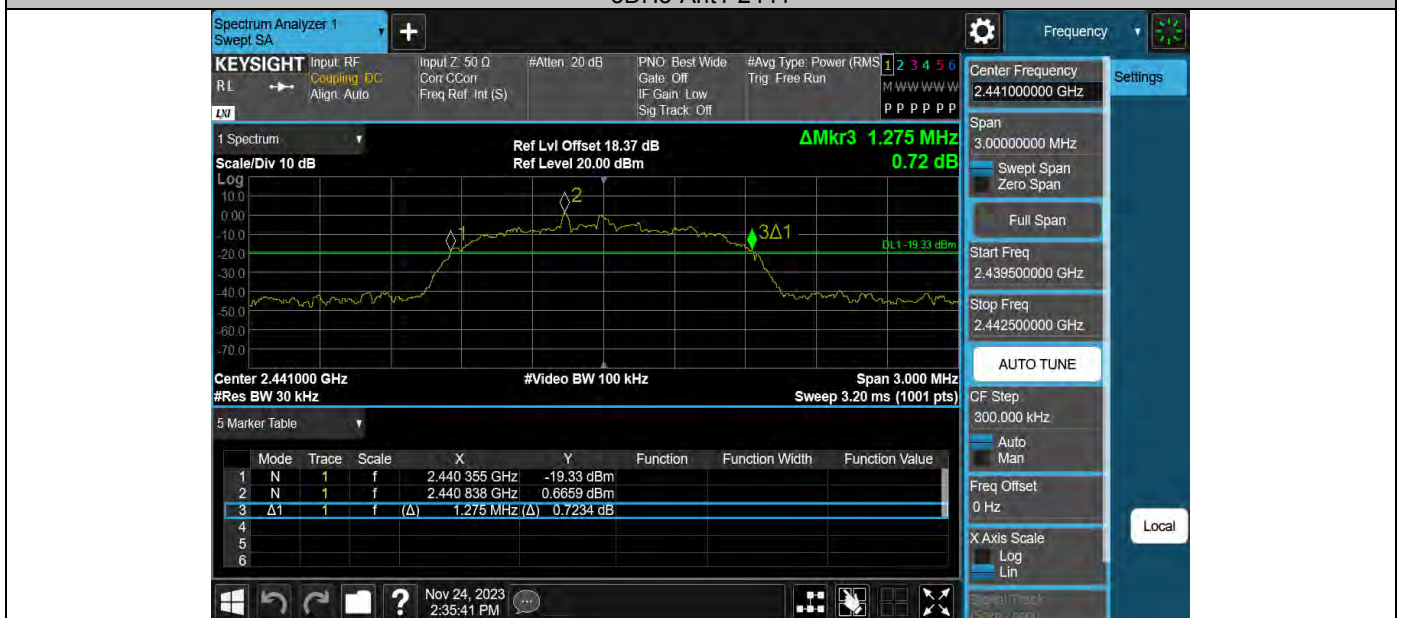 3DH5-Ant1-2441
Spectrum Analyzer 1
Swept SA
+
Frequency
KEYSIGHT
RL
LXI
Input: RF
Coupling: DC
Align: Auto
Input Z: 50 Ω
Corr CCorr
Freq Ref: Int (S)
#Atten: 20 dB
PNO: Best Wide
Gate: Off
IF Gain: Low
Sig Track: Off
#Avg Type: Power (RMS
Trig: Free Run
1 2 3 4 5 6
M W W W W W
P P P P P P
Center Frequency
2.441000000 GHz
Settings
Span
3.00000000 MHz
Swept Span
Zero Span
Full Span
Start Freq
2.439500000 GHz
Stop Freq
2.442500000 GHz
AUTO TUNE
CF Step
300.000 kHz
Auto
Man
Freq Offset
0 Hz
X Axis Scale
Log
Lin
Signal Track
Local
1 Spectrum
Scale/Div 10 dB
Ref Lvl Offset 18.37 dB
Ref Level 20.00 dBm
ΔMkr3 1.275 MHz
0.72 dB
Log
10.0
0.00
-10.0
-20.0
-30.0
-40.0
-50.0
-60.0
-70.0
1
2
3Δ1
DL1 -19.33 dBm
Center 2.441000 GHz
#Res BW 30 kHz
#Video BW 100 kHz
Span 3.000 MHz
Sweep 3.20 ms (1001 pts)
5 Marker Table
Mode Trace Scale X Y Function Function Width Function Value
1 N 1 f 2.440 355 GHz -19.33 dBm
2 N 1 f 2.440 838 GHz 0.6659 dBm
3 Δ1 1 f (Δ) 1.275 MHz (Δ) 0.7234 dB
4
5
6
?
Nov 24, 2023
2:35:41 PM